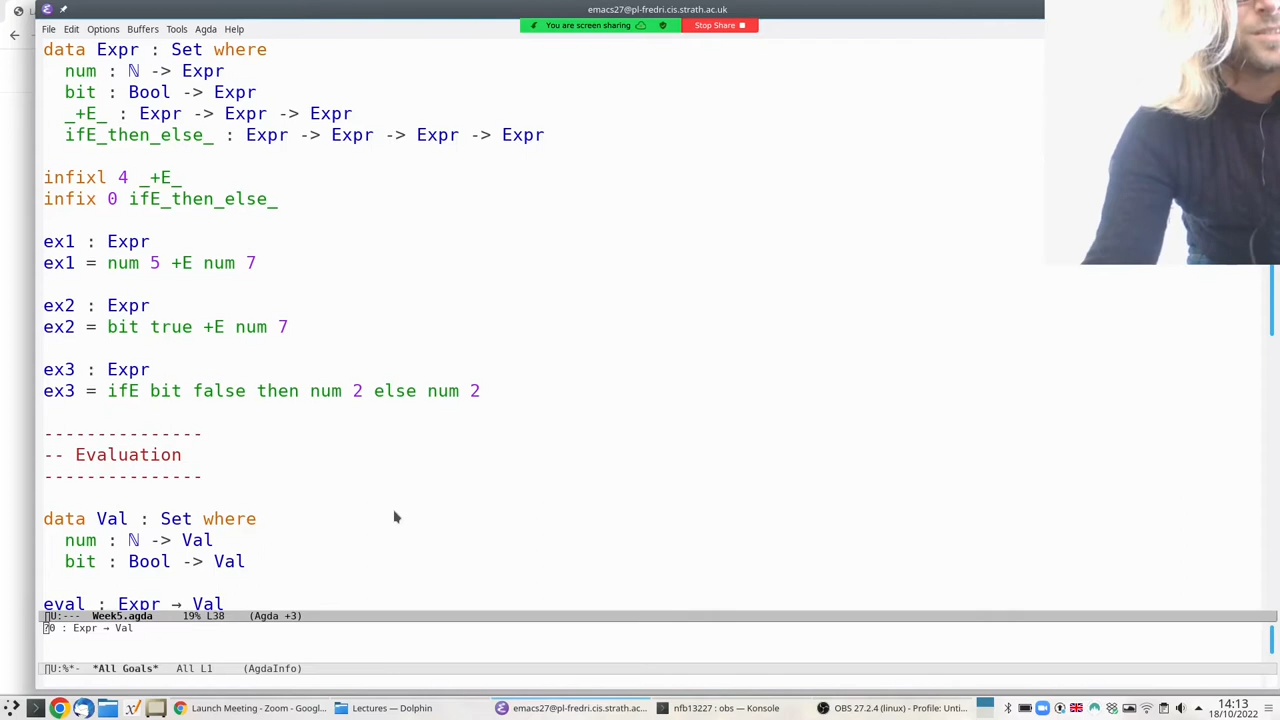 emacs27@pl-fredri.cis.strath.ac.uk
File Edit Options Buffers Tools Agda Help
You are screen sharing Stop Share
data Expr : Set where
num : ℕ -> Expr
bit : Bool -> Expr
_+E_ : Expr -> Expr -> Expr
ifE_then_else_ : Expr -> Expr -> Expr -> Expr
infixl 4 _+E_
infix 0 ifE_then_else_
ex1 : Expr
ex1 = num 5 +E num 7
ex2 : Expr
ex2 = bit true +E num 7
ex3 : Expr
ex3 = ifE bit false then num 2 else num 2
---------------
-- Evaluation
---------------
data Val : Set where
num : ℕ -> Val
bit : Bool -> Val
eval : Expr → Val
U:--- Week5.agda 19% L38 (Agda +3)
?0 : Expr → Val
U:%*- *All Goals* All L1 (AgdaInfo)
Launch Meeting - Zoom - Googl... Lectures — Dolphin emacs27@pl-fredri.cis.strath.ac... nfb13227 : obs — Konsole OBS 27.2.4 (linux) - Profile: Unti... 14:13
18/10/2022